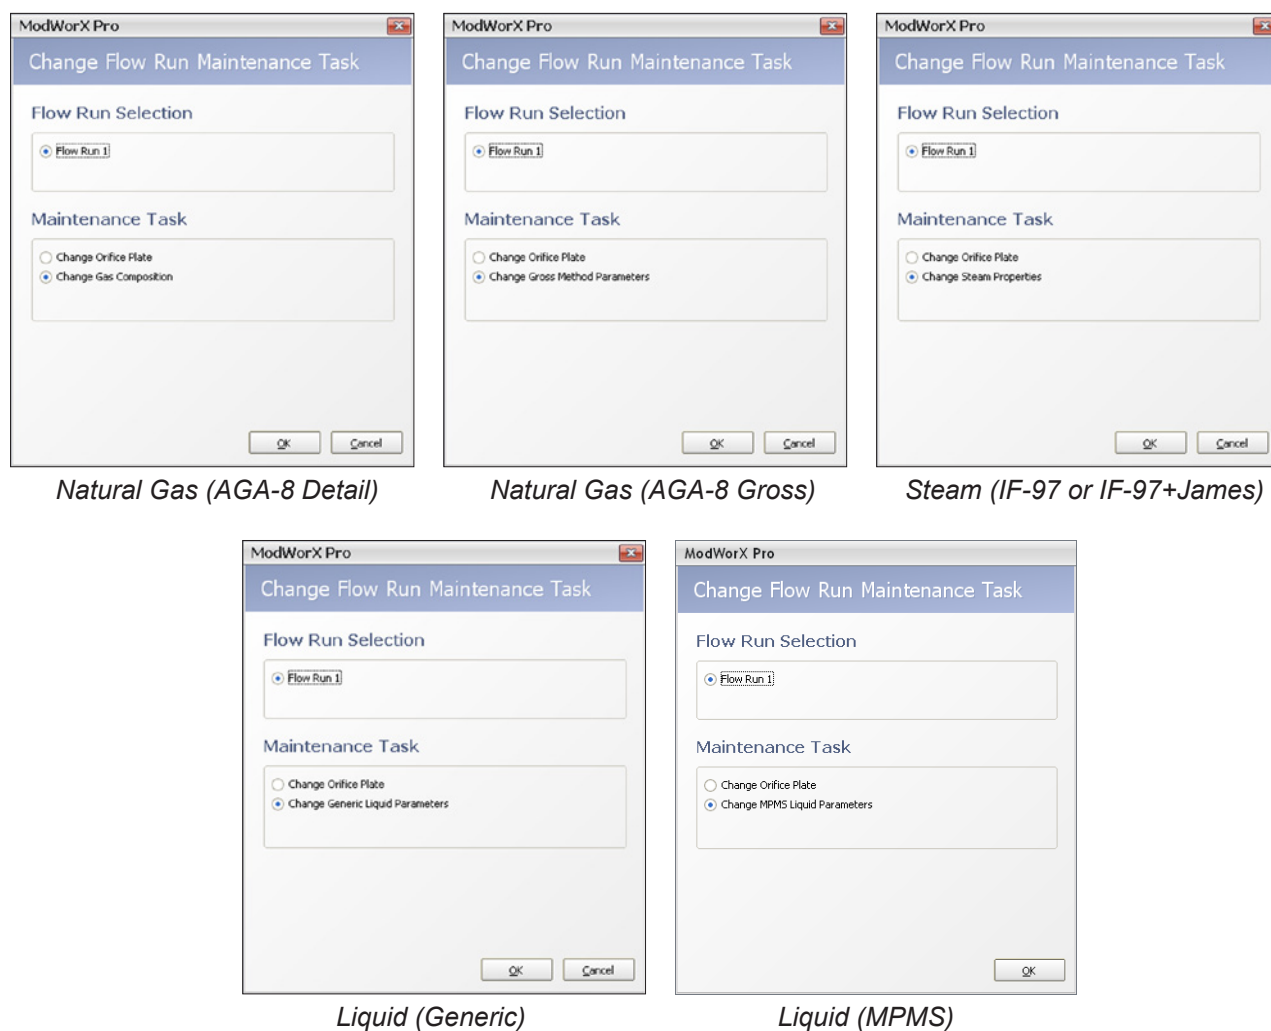 ModWorX Pro
Change Flow Run Maintenance Task
Flow Run Selection
Flow Run 1
Maintenance Task
Change Orifice Plate
Change Gas Composition
OK Cancel
Natural Gas (AGA-8 Detail)
ModWorX Pro
Change Flow Run Maintenance Task
Flow Run Selection
Flow Run 1
Maintenance Task
Change Orifice Plate
Change Gross Method Parameters
OK Cancel
Natural Gas (AGA-8 Gross)
ModWorX Pro
Change Flow Run Maintenance Task
Flow Run Selection
Flow Run 1
Maintenance Task
Change Orifice Plate
Change Steam Properties
OK Cancel
Steam (IF-97 or IF-97+James)
ModWorX Pro
Change Flow Run Maintenance Task
Flow Run Selection
Flow Run 1
Maintenance Task
Change Orifice Plate
Change Generic Liquid Parameters
OK Cancel
Liquid (Generic)
ModWorX Pro
Change Flow Run Maintenance Task
Flow Run Selection
Flow Run 1
Maintenance Task
Change Orifice Plate
Change MPMS Liquid Parameters
OK
Liquid (MPMS)